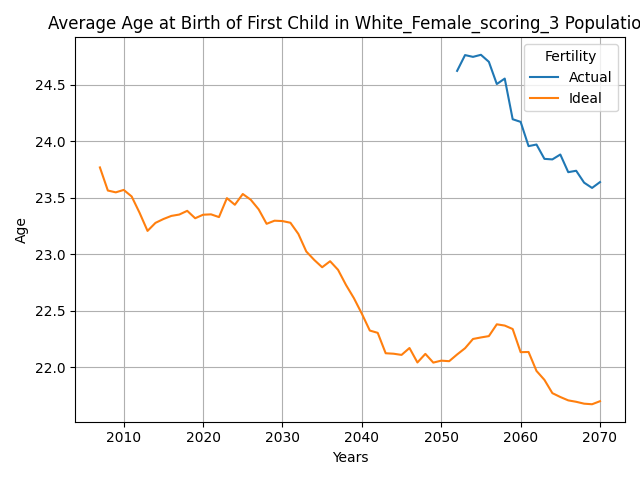 Average Age at Birth of First Child in White_Female_scoring_3 Populatio
Fertility
Actual
Ideal
24.5
24.0
23.5
23.0
22.5
22.0
Age
2010 2020 2030 2040 2050 2060 2070
Years